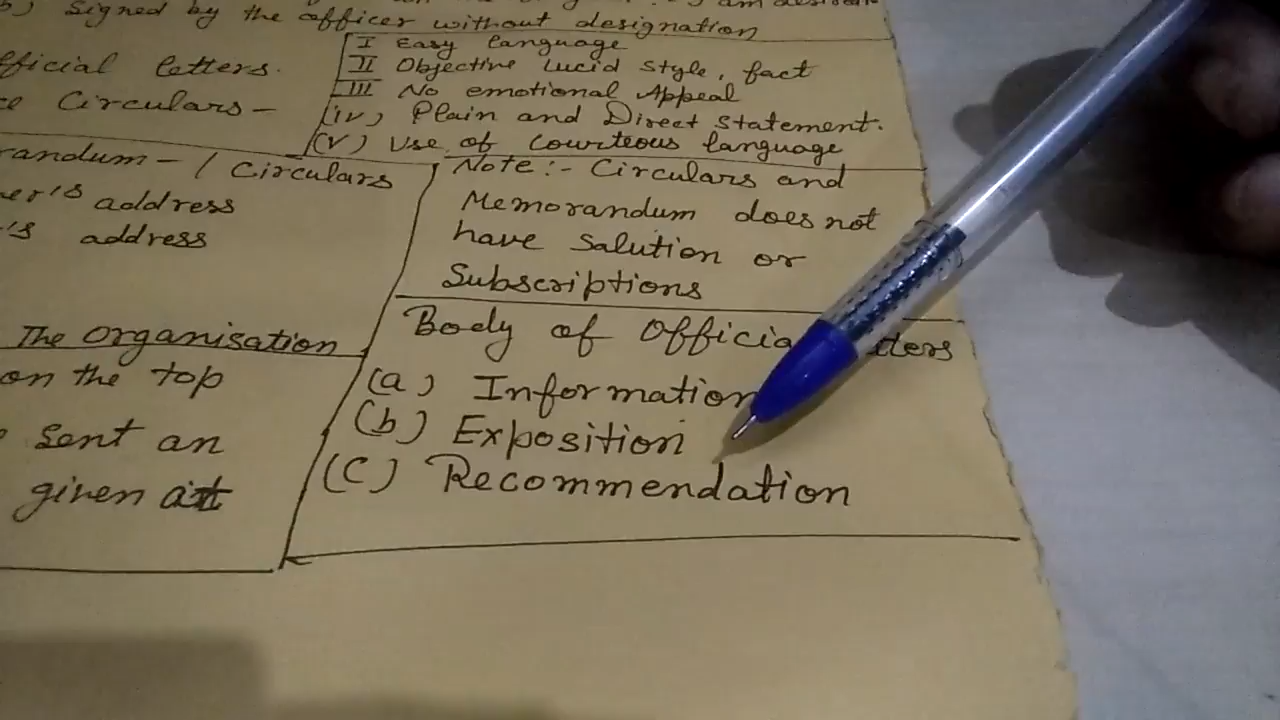 Signed by the officer without designation
I Easy language
II Objective Lucid style, fact
III No emotional Appeal
(iv) Plain and Direct statement.
(V) Use of Courteous language
fficial letters.
ce Circulars -
randum - / Circulars
er's address
's address
The Organisation
on the top
Sent an
given at
Note :- Circulars and
Memorandum does not
have Salution or
Subscriptions
Body of Officia ters
(a) Information
(b) Exposition
(C) Recommendation